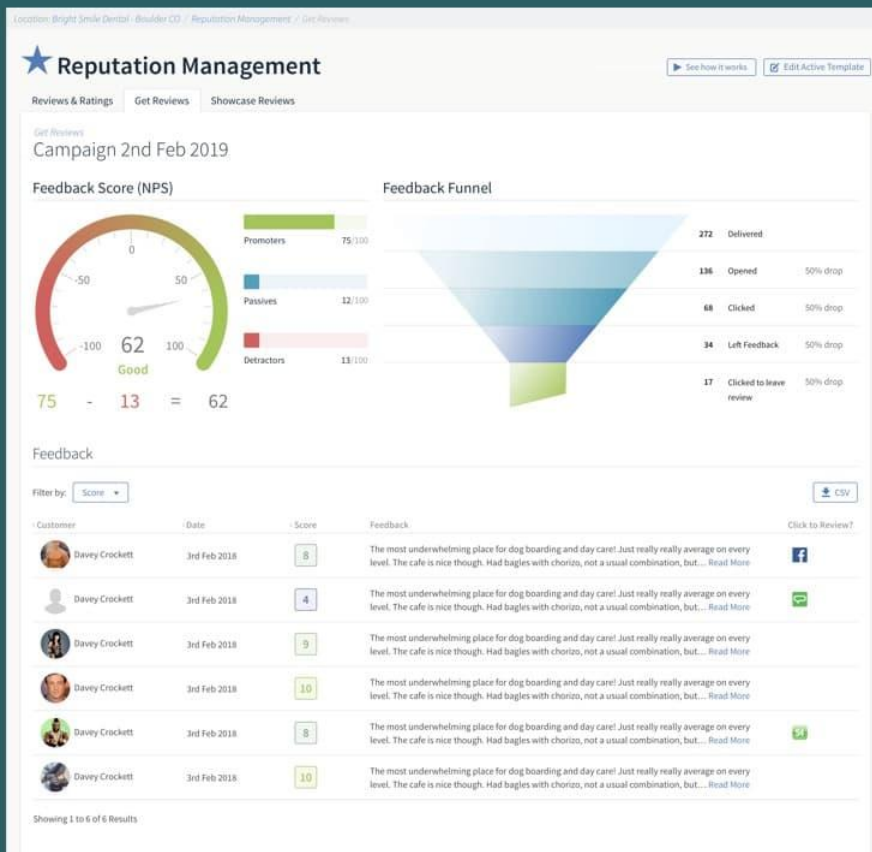 Location: Bright Smile Dental - Boulder CO / Reputation Management / Get Reviews
Reputation Management
See how it works
Edit Active Template
Reviews & Ratings
Get Reviews
Showcase Reviews
Get Reviews
Campaign 2nd Feb 2019
Feedback Score (NPS)
0
-50
50
-100
62
100
Good
75 - 13 = 62
Promoters 75/100
Passives 12/100
Detractors 13/100
Feedback Funnel
272 Delivered
136 Opened 50% drop
68 Clicked 50% drop
34 Left Feedback 50% drop
17 Clicked to leave 50% drop
review
Feedback
Filter by: Score
CSV
Customer Date Score Feedback Click to Review?
Davey Crockett 3rd Feb 2018 8 The most underwhelming place for dog boarding and day care! Just really really average on every
level. The cafe is nice though. Had bagles with chorizo, not a usual combination, but... Read More
Davey Crockett 3rd Feb 2018 4 The most underwhelming place for dog boarding and day care! Just really really average on every
level. The cafe is nice though. Had bagles with chorizo, not a usual combination, but... Read More
Davey Crockett 3rd Feb 2018 9 The most underwhelming place for dog boarding and day care! Just really really average on every
level. The cafe is nice though. Had bagles with chorizo, not a usual combination, but... Read More
Davey Crockett 3rd Feb 2018 10 The most underwhelming place for dog boarding and day care! Just really really average on every
level. The cafe is nice though. Had bagles with chorizo, not a usual combination, but... Read More
Davey Crockett 3rd Feb 2018 8 The most underwhelming place for dog boarding and day care! Just really really average on every
level. The cafe is nice though. Had bagles with chorizo, not a usual combination, but... Read More
Davey Crockett 3rd Feb 2018 10 The most underwhelming place for dog boarding and day care! Just really really average on every
level. The cafe is nice though. Had bagles with chorizo, not a usual combination, but... Read More
Showing 1 to 6 of 6 Results